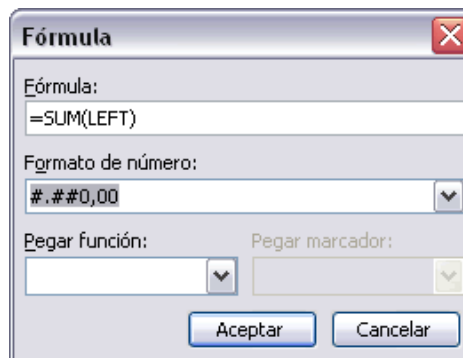 Fórmula
Fórmula:
=SUM(LEFT)
Formato de número:
#.##0,00
Pegar función: Pegar marcador:
Aceptar Cancelar